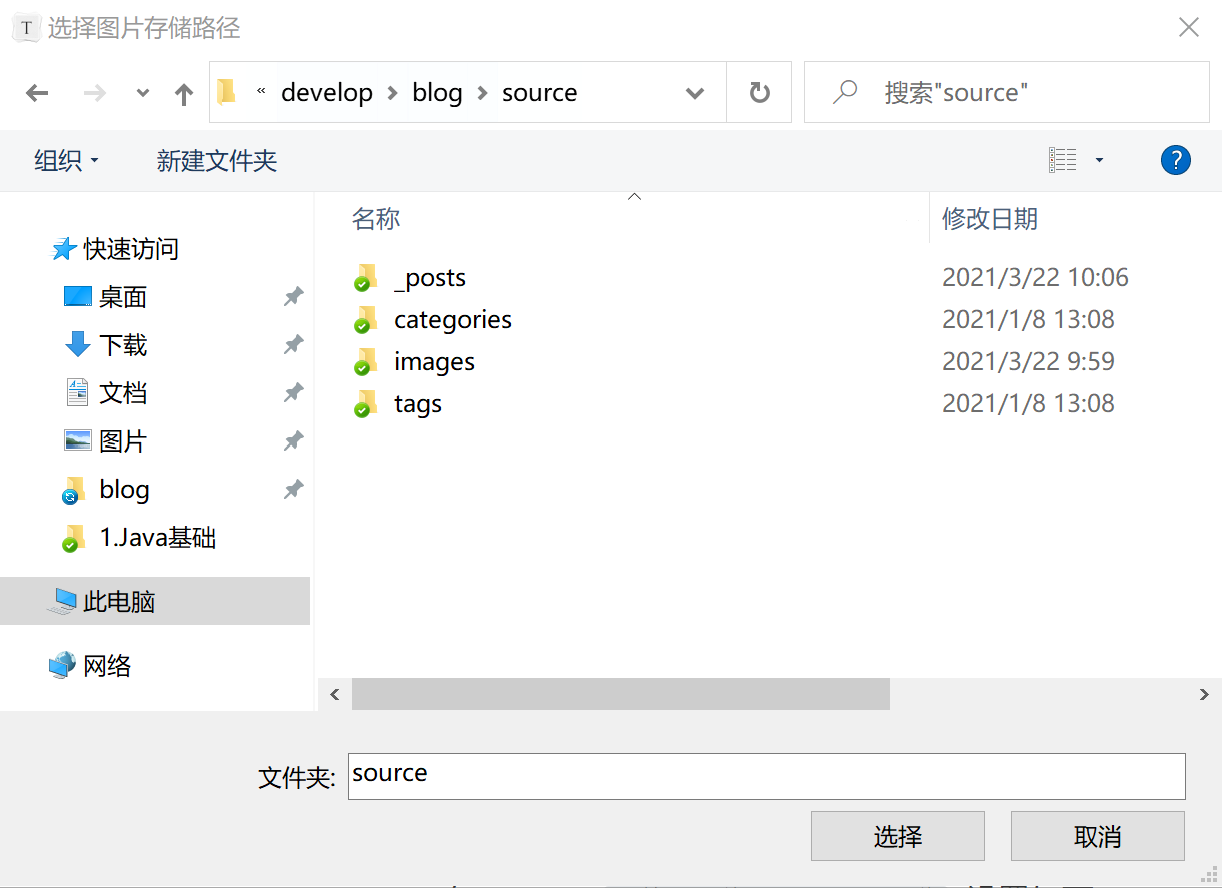 T 选择图片存储路径
« develop > blog > source
搜索"source"
组织
新建文件夹
?
名称
修改日期
快速访问
桌面
下载
文档
图片
blog
1.Java基础
此电脑
网络
_posts 2021/3/22 10:06
categories 2021/1/8 13:08
images 2021/3/22 9:59
tags 2021/1/8 13:08
文件夹: source
选择
取消